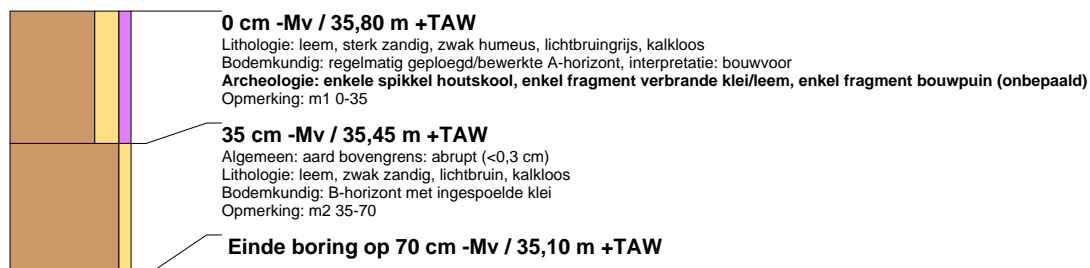 0 cm -Mv / 35,80 m +TAW
Lithologie: leem, sterk zandig, zwak humeus, lichtbruingrijs, kalkloos
Bodemkundig: regelmatig geploegd/bewerkte A-horizont, interpretatie: bouwvoor
Archeologie: enkele spikkel houtskool, enkel fragment verbrande klei/leem, enkel fragment bouwpuin (onbepaald)
Opmerking: m1 0-35
35 cm -Mv / 35,45 m +TAW
Algemeen: aard bovengrens: abrupt (<0,3 cm)
Lithologie: leem, zwak zandig, lichtbruin, kalkloos
Bodemkundig: B-horizont met ingespoelde klei
Opmerking: m2 35-70
Einde boring op 70 cm -Mv / 35,10 m +TAW